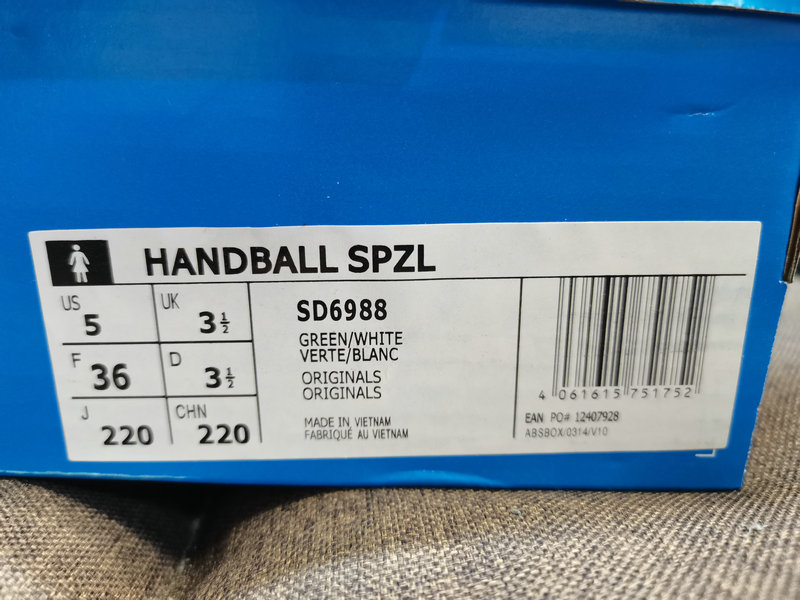 HANDBALL SPZL
US 5
UK 3½
F 36
D 3½
J 220
CHN 220
SD6988
GREEN/WHITE
VERTE/BLANC
ORIGINALS
ORIGINALS
MADE IN VIETNAM
FABRIQUÉ AU VIETNAM
4 061615 751752
EAN PO# 12407928
ABSBOX/0314/V10